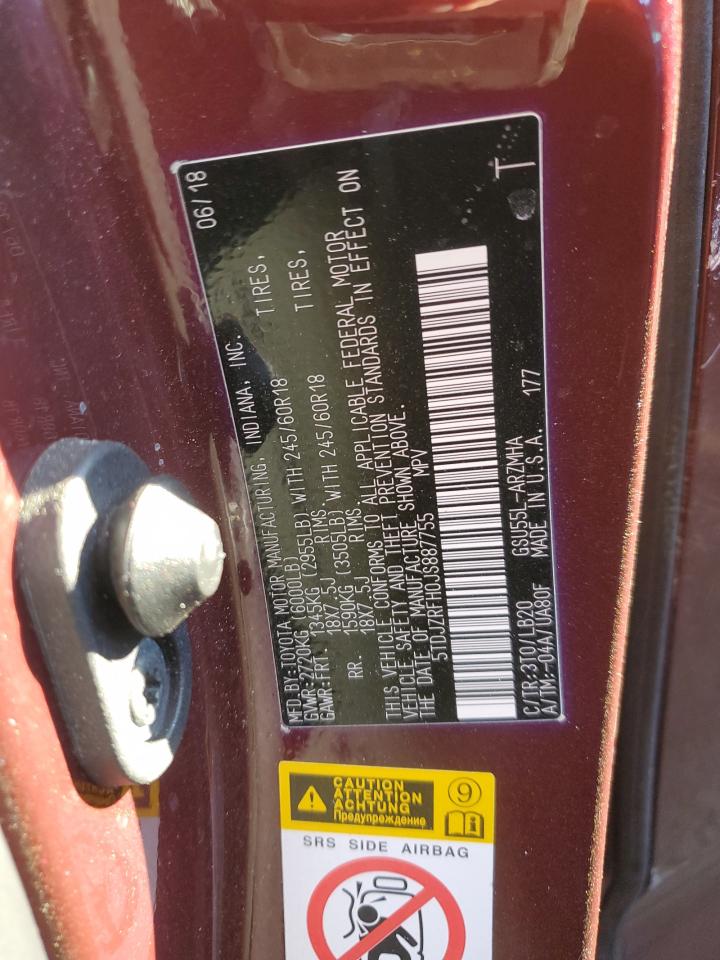 MFD.BY:TOYOTA MOTOR MANUFACTURING, INDIANA, INC. 06/18
GVWR:2720KG (6000LB)
GAWR:FRT. 1345KG (2955LB) WITH 245/60R18 TIRES,
18X7.5J RIMS,
RR. 1590KG (3505LB) WITH 245/60R18 TIRES,
18X7.5J RIMS.
THIS VEHICLE CONFORMS TO ALL APPLICABLE FEDERAL MOTOR
VEHICLE SAFETY AND THEFT PREVENTION STANDARDS IN EFFECT ON
THE DATE OF MANUFACTURE SHOWN ABOVE.
5TDJZRFH0JS887755 MPV
C/TR:3T0/LB20 GSU55L-ARZMHA
A/TM:-04A/UA80F MADE IN U.S.A. 177
T
CAUTION
ATTENTION
ACHTUNG
Предупреждение
9
SRS SIDE AIRBAG